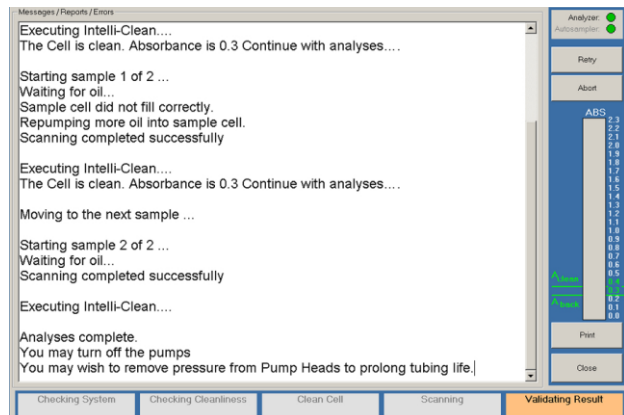 Messages / Reports / Errors
Executing Intelli-Clean....
The Cell is clean. Absorbance is 0.3 Continue with analyses....
Starting sample 1 of 2 ...
Waiting for oil...
Sample cell did not fill correctly.
Repumping more oil into sample cell.
Scanning completed successfully
Executing Intelli-Clean....
The Cell is clean. Absorbance is 0.3 Continue with analyses....
Moving to the next sample ...
Starting sample 2 of 2 ...
Waiting for oil...
Scanning completed successfully
Executing Intelli-Clean....
Analyses complete.
You may turn off the pumps
You may wish to remove pressure from Pump Heads to prolong tubing life.
Analyzer:
Autosampler:
Retry
Abort
ABS
2.3
2.2
2.1
2.0
1.9
1.8
1.7
1.6
1.5
1.4
1.3
1.2
1.1
1.0
0.9
0.8
0.7
0.6
0.5
A clean 0.4
0.3
A back 0.2
0.1
0.0
Print
Close
Checking System
Checking Cleanliness
Clean Cell
Scanning
Validating Result